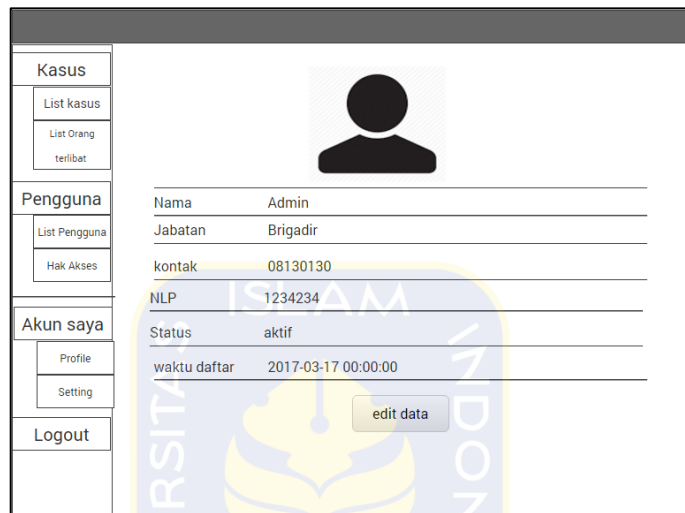 Kasus
List kasus
List Orang
terlibat
Pengguna
List Pengguna
Hak Akses
Akun saya
Profile
Setting
Logout
Nama Admin
Jabatan Brigadir
kontak 08130130
NLP 1234234
Status aktif
waktu daftar 2017-03-17 00:00:00
edit data
ISLAM